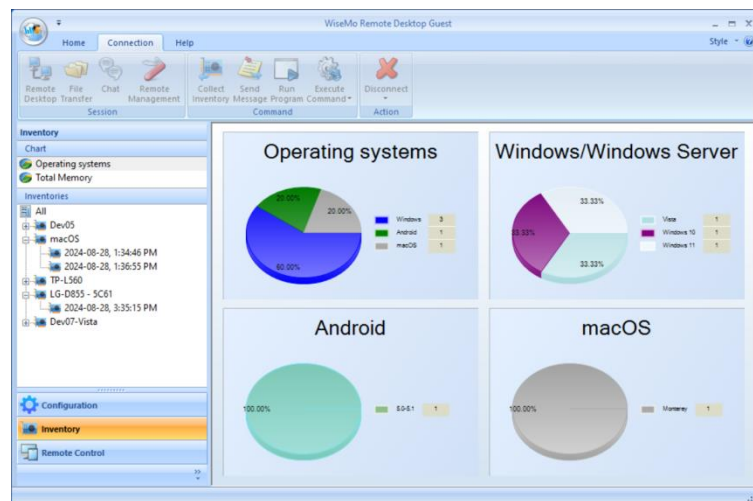 WiseMo Remote Desktop Guest
Home Connection Help
Style
Remote Desktop
File Transfer
Chat
Remote Management
Collect Inventory
Send Message
Run Program
Execute Command
Disconnect
Session
Command
Action
Inventory
Chart
Operating systems
Total Memory
Inventories
All
Dev05
macOS
2024-08-28, 1:34:46 PM
2024-08-28, 1:36:55 PM
TP-L560
LG-D855 - 5C61
2024-08-28, 3:35:15 PM
Dev07-Vista
Configuration
Inventory
Remote Control
Operating systems
20.00%
20.00%
60.00%
Windows 3
Android 1
macOS 1
Windows/Windows Server
33.33%
33.33%
33.33%
Vista 1
Windows 10 1
Windows 11 1
Android
100.00%
5.0-5.1 1
macOS
100.00%
Monterey 1